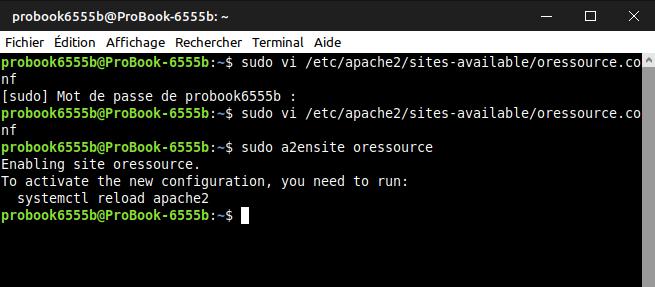 probook6555b@ProBook-6555b: ~
Fichier Édition Affichage Rechercher Terminal Aide
probook6555b@ProBook-6555b:~$ sudo vi /etc/apache2/sites-available/oressource.co
nf
[sudo] Mot de passe de probook6555b :
probook6555b@ProBook-6555b:~$ sudo vi /etc/apache2/sites-available/oressource.co
nf
probook6555b@ProBook-6555b:~$ sudo a2ensite oressource
Enabling site oressource.
To activate the new configuration, you need to run:
  systemctl reload apache2
probook6555b@ProBook-6555b:~$